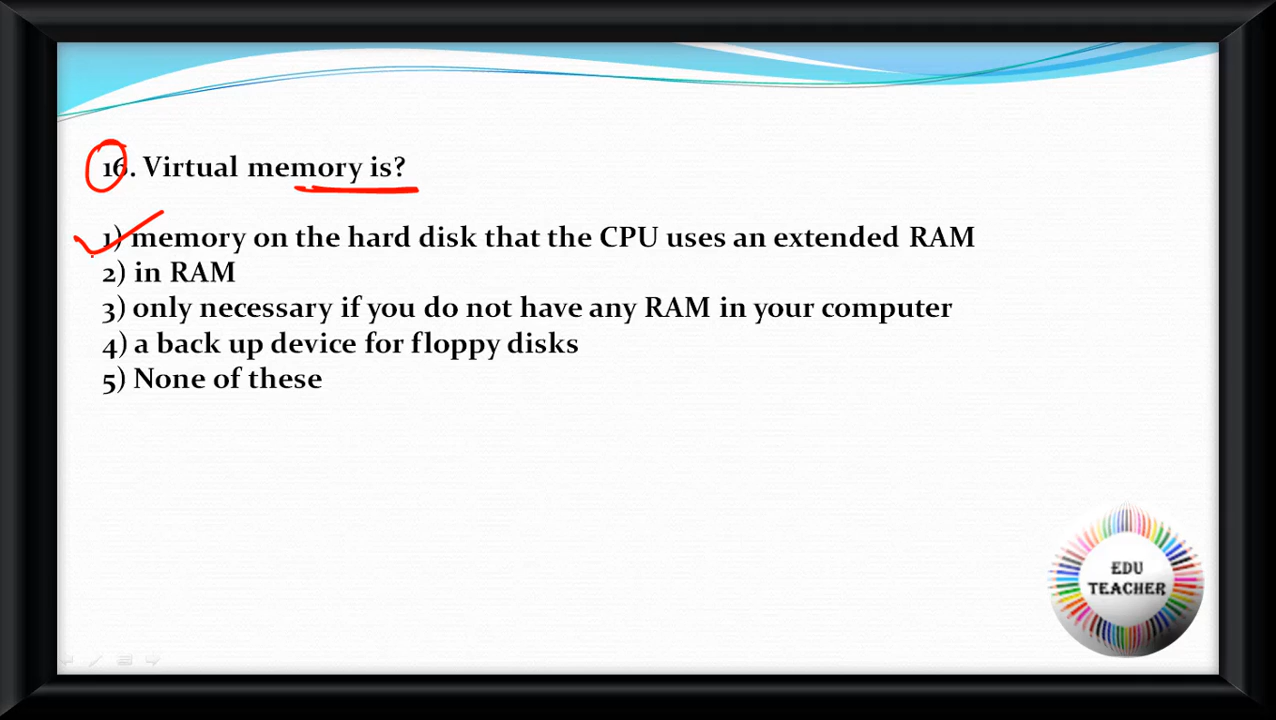 16. Virtual memory is?
1) memory on the hard disk that the CPU uses an extended RAM
2) in RAM
3) only necessary if you do not have any RAM in your computer
4) a back up device for floppy disks
5) None of these
EDU
TEACHER